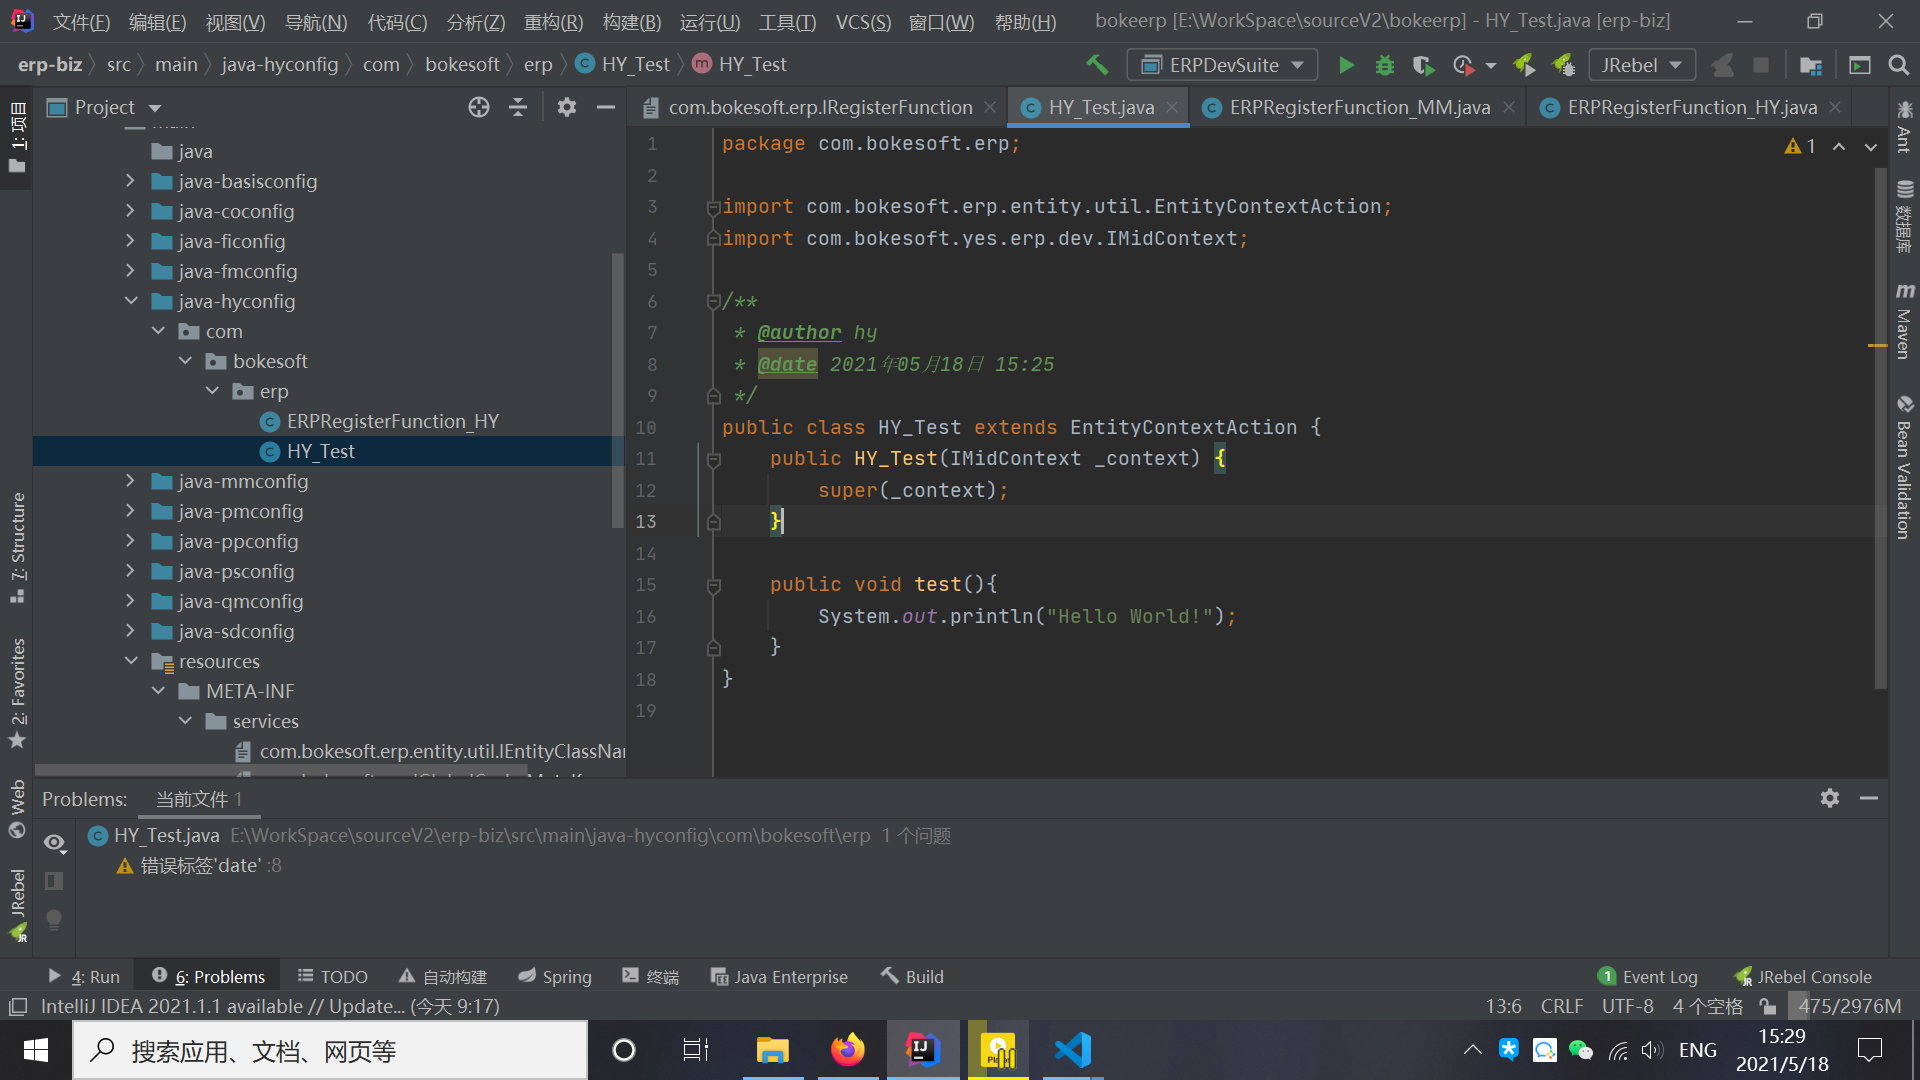 文件(F) 编辑(E) 视图(V) 导航(N) 代码(C) 分析(Z) 重构(R) 构建(B) 运行(U) 工具(T) VCS(S) 窗口(W) 帮助(H) bokeerp [E:\WorkSpace\sourceV2\bokeerp] - HY_Test.java [erp-biz]
erp-biz src main java-hyconfig com bokesoft erp HY_Test HY_Test ERPDevSuite JRebel
Project
com.bokesoft.erp.IRegisterFunction HY_Test.java ERPRegisterFunction_MM.java ERPRegisterFunction_HY.java
1: 项目
7: Structure
2: Favorites
Web
JRebel
java
java-basisconfig
java-coconfig
java-ficonfig
java-fmconfig
java-hyconfig
com
bokesoft
erp
ERPRegisterFunction_HY
HY_Test
java-mmconfig
java-pmconfig
java-ppconfig
java-psconfig
java-qmconfig
java-sdconfig
resources
META-INF
services
com.bokesoft.erp.entity.util.IEntityClassNa
1 package com.bokesoft.erp;
2
3 import com.bokesoft.erp.entity.util.EntityContextAction;
4 import com.bokesoft.yes.erp.dev.IMidContext;
5
6 /**
7 * @author hy
8 * @date 2021年05月18日 15:25
9 */
10 public class HY_Test extends EntityContextAction {
11 public HY_Test(IMidContext _context) {
12 super(_context);
13 }
14
15 public void test(){
16 System.out.println("Hello World!");
17 }
18 }
19
1
Ant
数据库
Maven
Bean Validation
Problems: 当前文件 1
HY_Test.java E:\WorkSpace\sourceV2\erp-biz\src\main\java-hyconfig\com\bokesoft\erp 1 个问题
错误标签'date' :8
4: Run 6: Problems TODO 自动构建 Spring 终端 Java Enterprise Build 1 Event Log JRebel Console
IntelliJ IDEA 2021.1.1 available // Update... (今天 9:17) 13:6 CRLF UTF-8 4 个空格 475/2976M
搜索应用、文档、网页等 ENG 15:29
2021/5/18